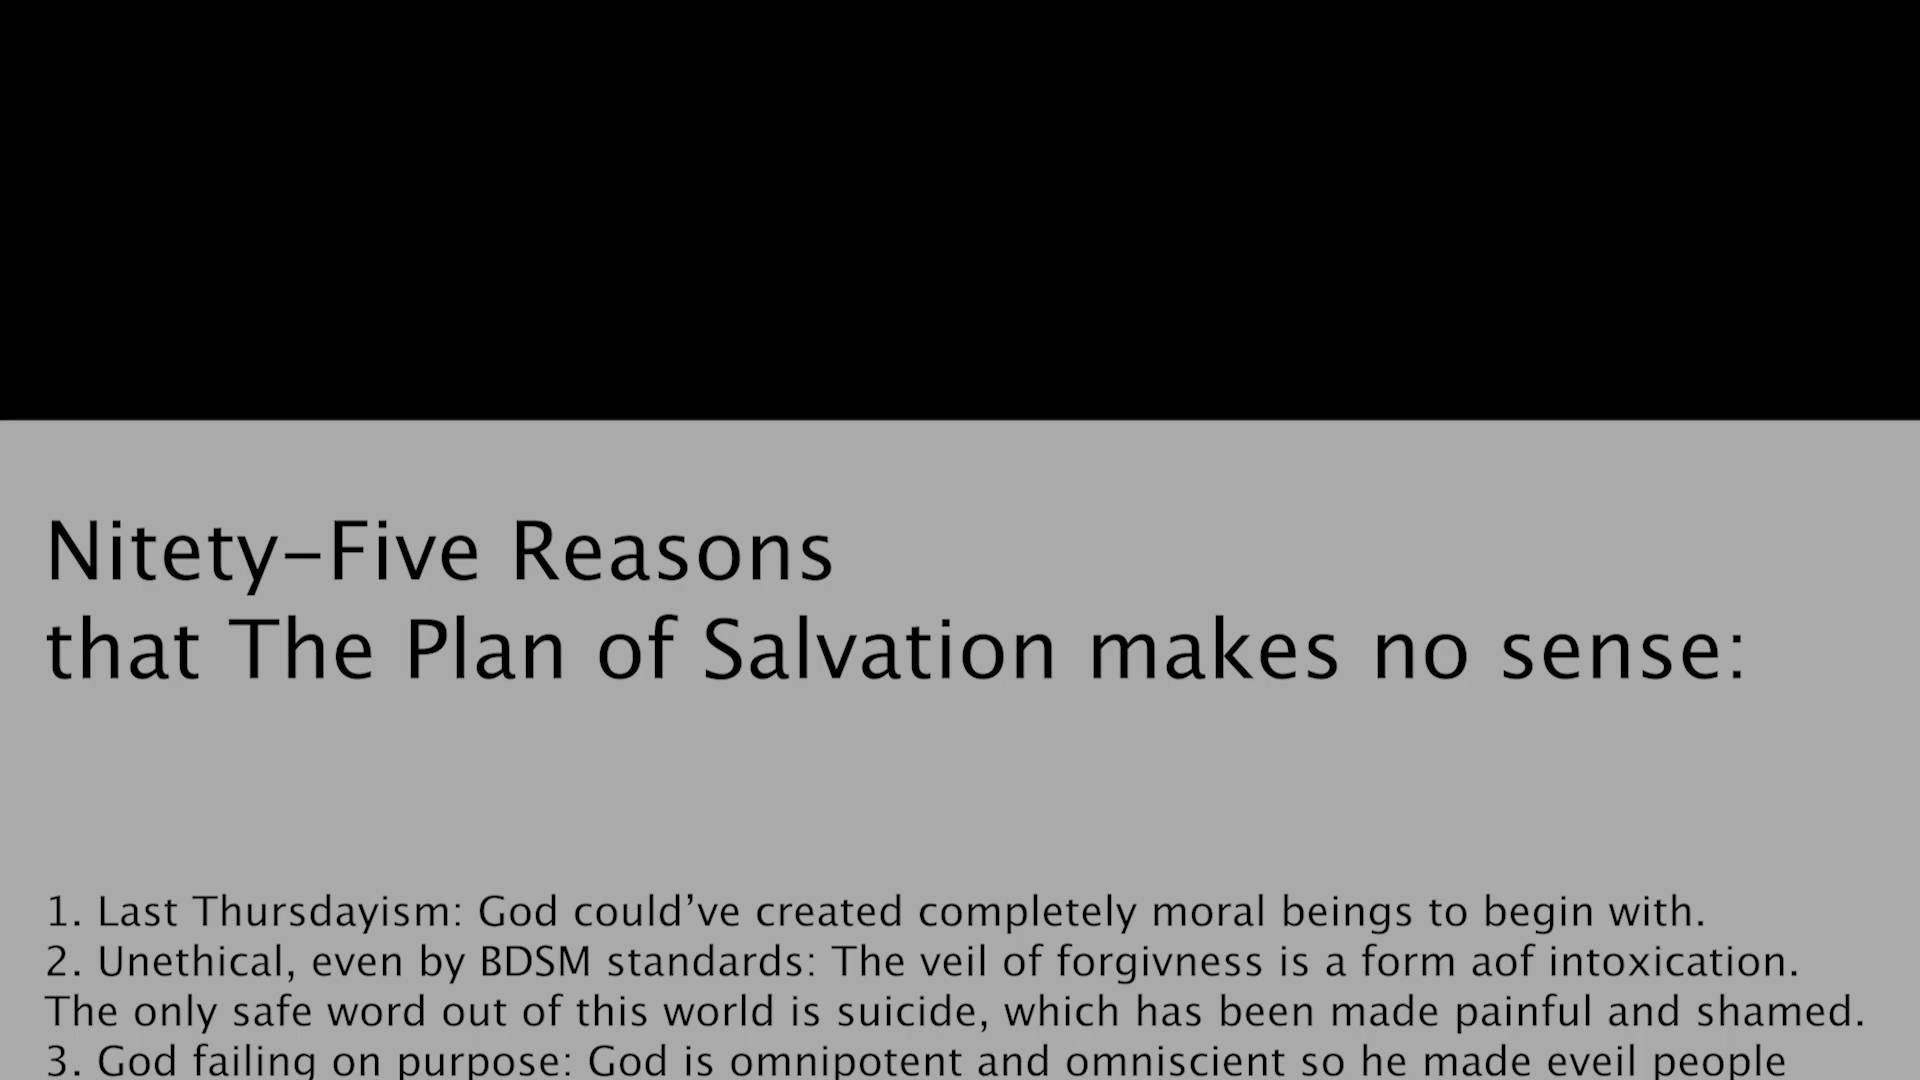 Nitety-Five Reasons
that The Plan of Salvation makes no sense:
1. Last Thursdayism: God could’ve created completely moral beings to begin with.
2. Unethical, even by BDSM standards: The veil of forgivness is a form aof intoxication.
The only safe word out of this world is suicide, which has been made painful and shamed.
3. God failing on purpose: God is omnipotent and omniscient so he made eveil people